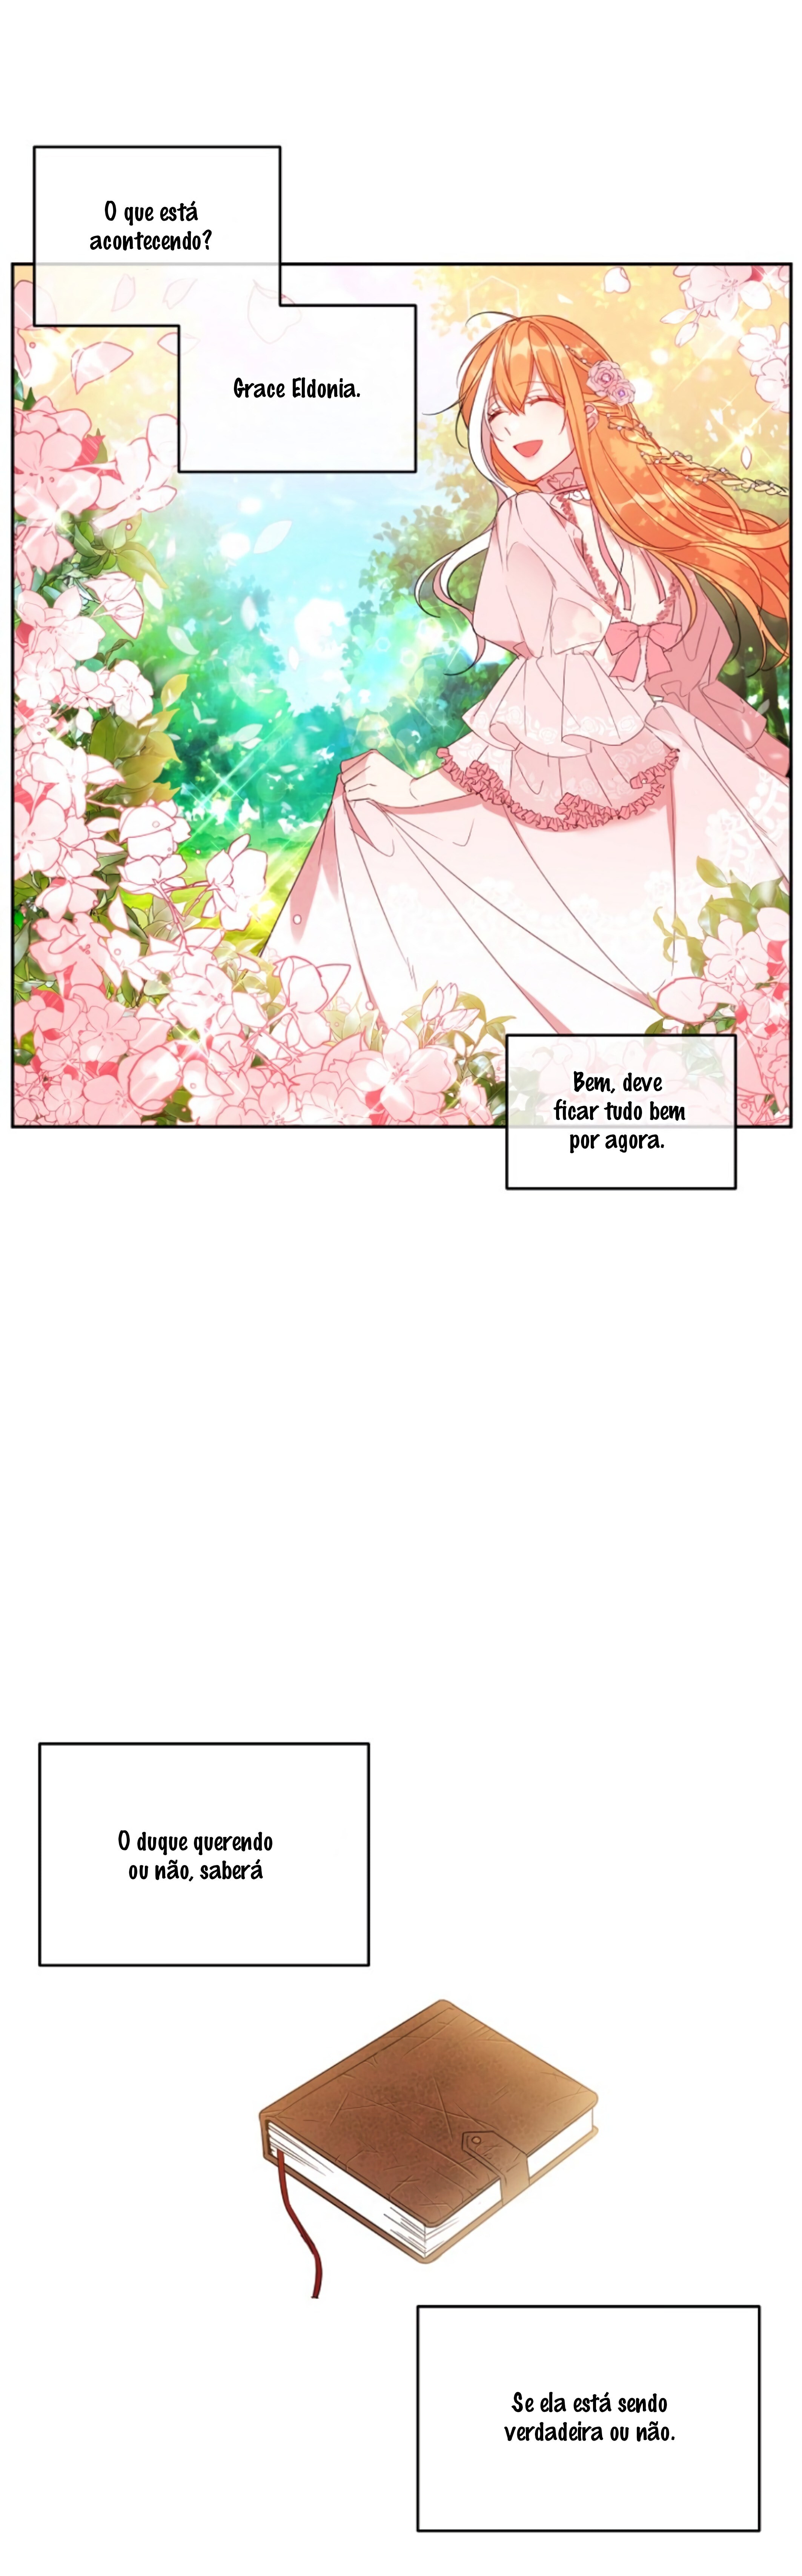 O que está
acontecendo?
Grace Eldonia.
Bem, deve
ficar tudo bem
por agora.
O duque querendo
ou não, saberá
Se ela está sendo
verdadeira ou não.